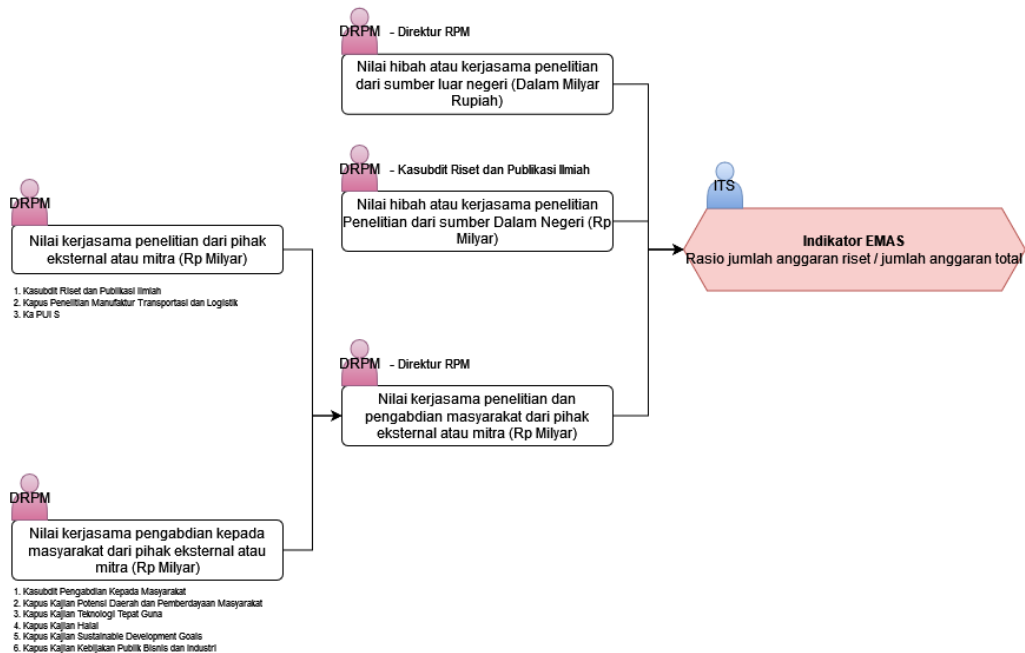 DRPM - Direktur RPM
Nilai hibah atau kerjasama penelitian
dari sumber luar negeri (Dalam Milyar
Rupiah)
DRPM - Kasubdit Riset dan Publikasi Ilmiah
Nilai hibah atau kerjasama penelitian
Penelitian dari sumber Dalam Negeri (Rp
Milyar)
DRPM
Nilai kerjasama penelitian dari pihak
eksternal atau mitra (Rp Milyar)
1. Kasubdit Riset dan Publikasi Ilmiah
2. Kapus Penelitian Manufaktur Transportasi dan Logistik
3. Ka PUI S
ITS
Indikator EMAS
Rasio jumlah anggaran riset / jumlah anggaran total
DRPM - Direktur RPM
Nilai kerjasama penelitian dan
pengabdian masyarakat dari pihak
eksternal atau mitra (Rp Milyar)
DRPM
Nilai kerjasama pengabdian kepada
masyarakat dari pihak eksternal atau
mitra (Rp Milyar)
1. Kasubdit Pengabdian Kepada Masyarakat
2. Kapus Kajian Potensi Daerah dan Pemberdayaan Masyarakat
3. Kapus Kajian Teknologi Tepat Guna
4. Kapus Kajian Halal
5. Kapus Kajian Sustainable Development Goals
6. Kapus Kajian Kebijakan Publik Bisnis dan Industri